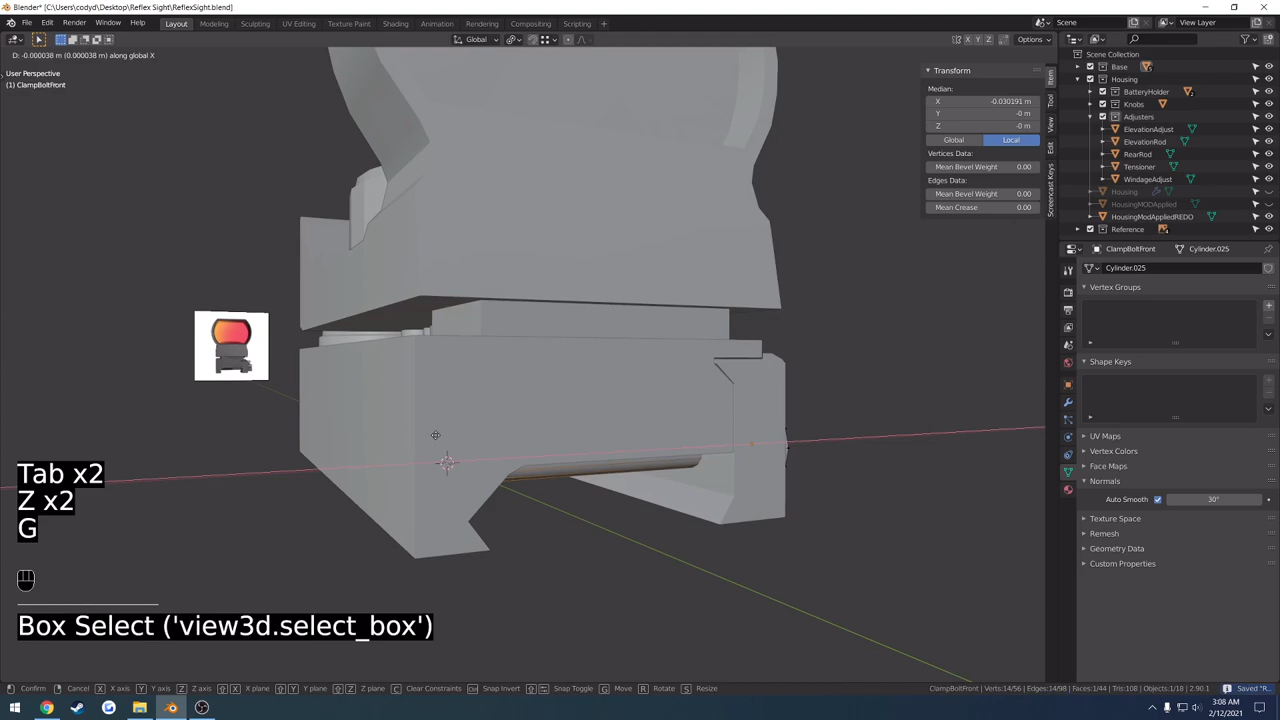 Blender* [C:\Users\codyd\Desktop\Reflex Sight\ReflexSight.blend]
File Edit Render Window Help Layout Modeling Sculpting UV Editing Texture Paint Shading Animation Rendering Compositing Scripting + Scene View Layer
Global X Y Z Options
D: -0.000038 m (0.000038 m) along global X
User Perspective
(1) ClampBoltFront
Transform
Median:
X -0.030191 m
Y -0 m
Z -0 m
Global Local
Vertices Data:
Mean Bevel Weight 0.00
Edges Data:
Mean Bevel Weight 0.00
Mean Crease 0.00
Item
Tool
View
Edit
Screencast Keys
Scene Collection
Base
Housing
BatteryHolder
Knobs
Adjusters
ElevationAdjust
ElevationRod
RearRod
Tensioner
WindageAdjust
Housing
HousingMODApplied
HousingModAppliedREDO
Reference
ClampBoltFront Cylinder.025
Cylinder.025
Vertex Groups
Shape Keys
UV Maps
Vertex Colors
Face Maps
Normals
Auto Smooth 30°
Texture Space
Remesh
Geometry Data
Custom Properties
Tab x2
Z x2
G
Box Select ('view3d.select_box')
Confirm Cancel X X axis Y Y axis Z Z axis X X plane Y Y plane Z Z plane C Clear Constraints Ctrl Snap Invert Snap Toggle G Move R Rotate S Resize ClampBoltFront | Verts:14/56 | Edges:14/98 | Faces:1/44 | Tris:108 | Objects:1/18 | 2.90.1 Saved "R...
3:08 AM
2/12/2021